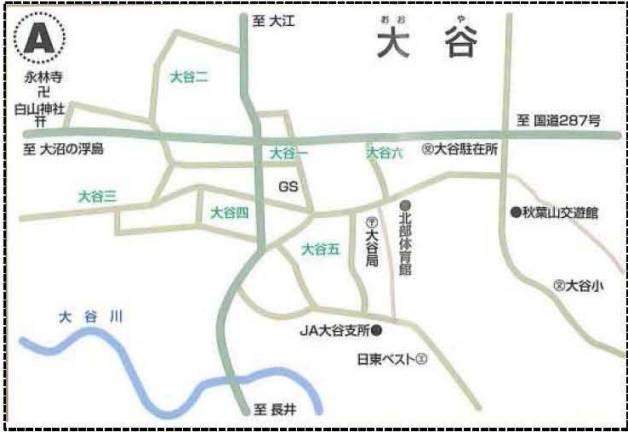 A
至 大江
おお や
大 谷
永林寺
卍
白山神社
大谷二
至 国道287号
至 大沼の浮島
大谷一
大谷六
㋨大谷駐在所
GS
大谷三
大谷四
大谷五
〒大谷局
●北部体育館
●秋葉山交遊館
㊛大谷小
大 谷 川
JA大谷支所●
日東ベスト㋓
至 長井